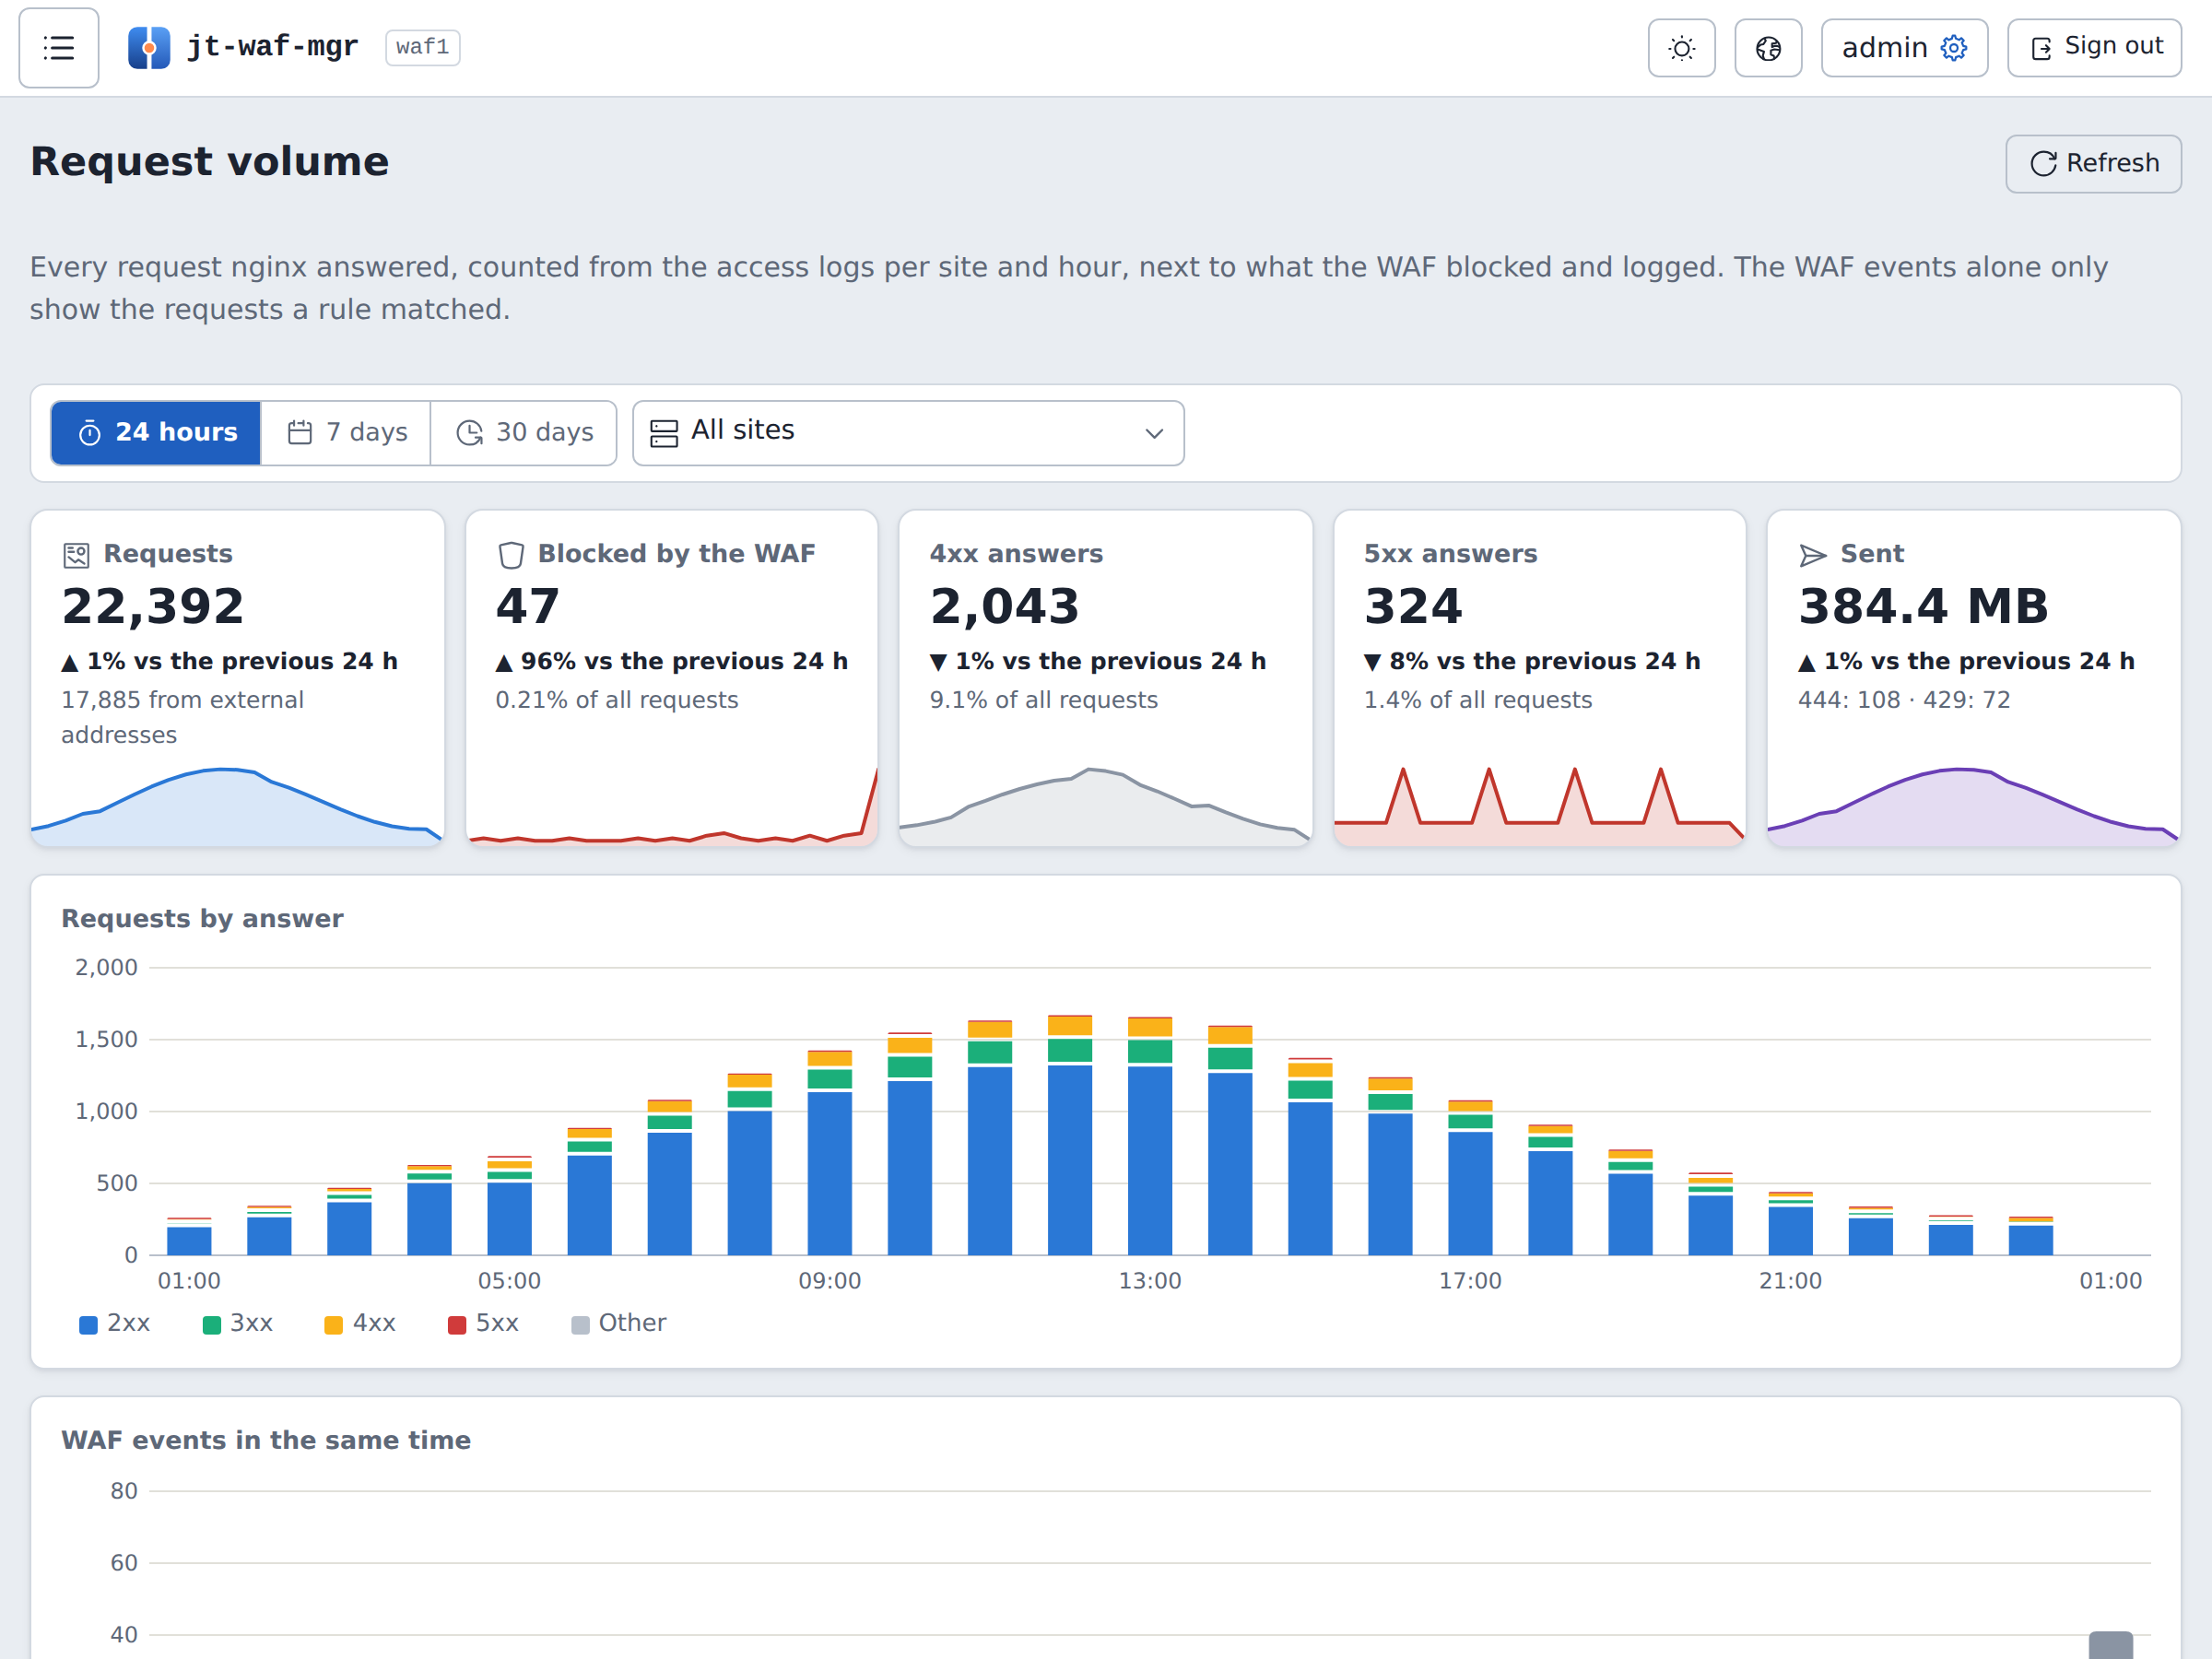 jt-waf-mgr
waf1
admin
Sign out
Request volume
Refresh
Every request nginx answered, counted from the access logs per site and hour, next to what the WAF blocked and logged. The WAF events alone only
show the requests a rule matched.
24 hours
7 days
30 days
All sites
Requests
22,392
▲ 1% vs the previous 24 h
17,885 from external
addresses
Blocked by the WAF
47
▲ 96% vs the previous 24 h
0.21% of all requests
4xx answers
2,043
▼ 1% vs the previous 24 h
9.1% of all requests
5xx answers
324
▼ 8% vs the previous 24 h
1.4% of all requests
Sent
384.4 MB
▲ 1% vs the previous 24 h
444: 108 · 429: 72
Requests by answer
2,000
1,500
1,000
500
0
01:00
05:00
09:00
13:00
17:00
21:00
01:00
2xx
3xx
4xx
5xx
Other
WAF events in the same time
80
60
40